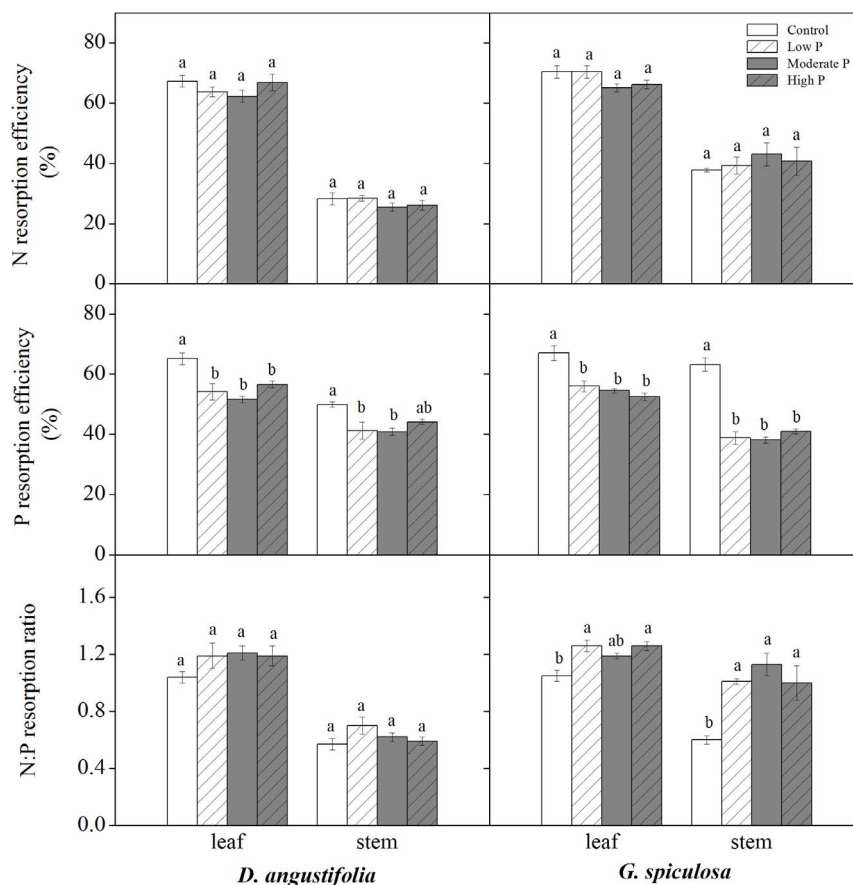 Control
Low P
Moderate P
High P
N resorption efficiency
(%)
80
60
40
20
0
a a a a
a a a a
a a a a
a a a a
P resorption efficiency
(%)
80
60
40
20
0
a b b b
a b b ab
a b b b
a b b b
N:P resorption ratio
1.6
1.2
0.8
0.4
0.0
a a a a
a a a a
b a ab a
b a a a
leaf stem leaf stem
D. angustifolia G. spiculosa